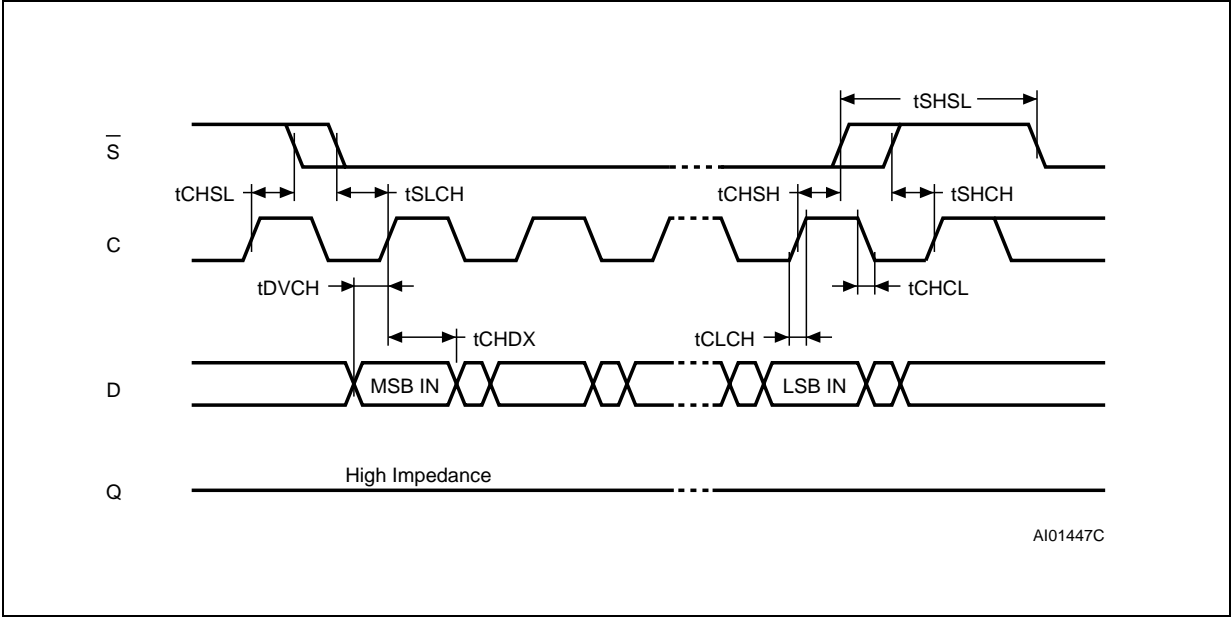 tSHSL
S̅
tCHSL
tSLCH
tCHSH
tSHCH
C
tDVCH
tCHCL
tCHDX
tCLCH
D
MSB IN
LSB IN
High Impedance
Q
AI01447C